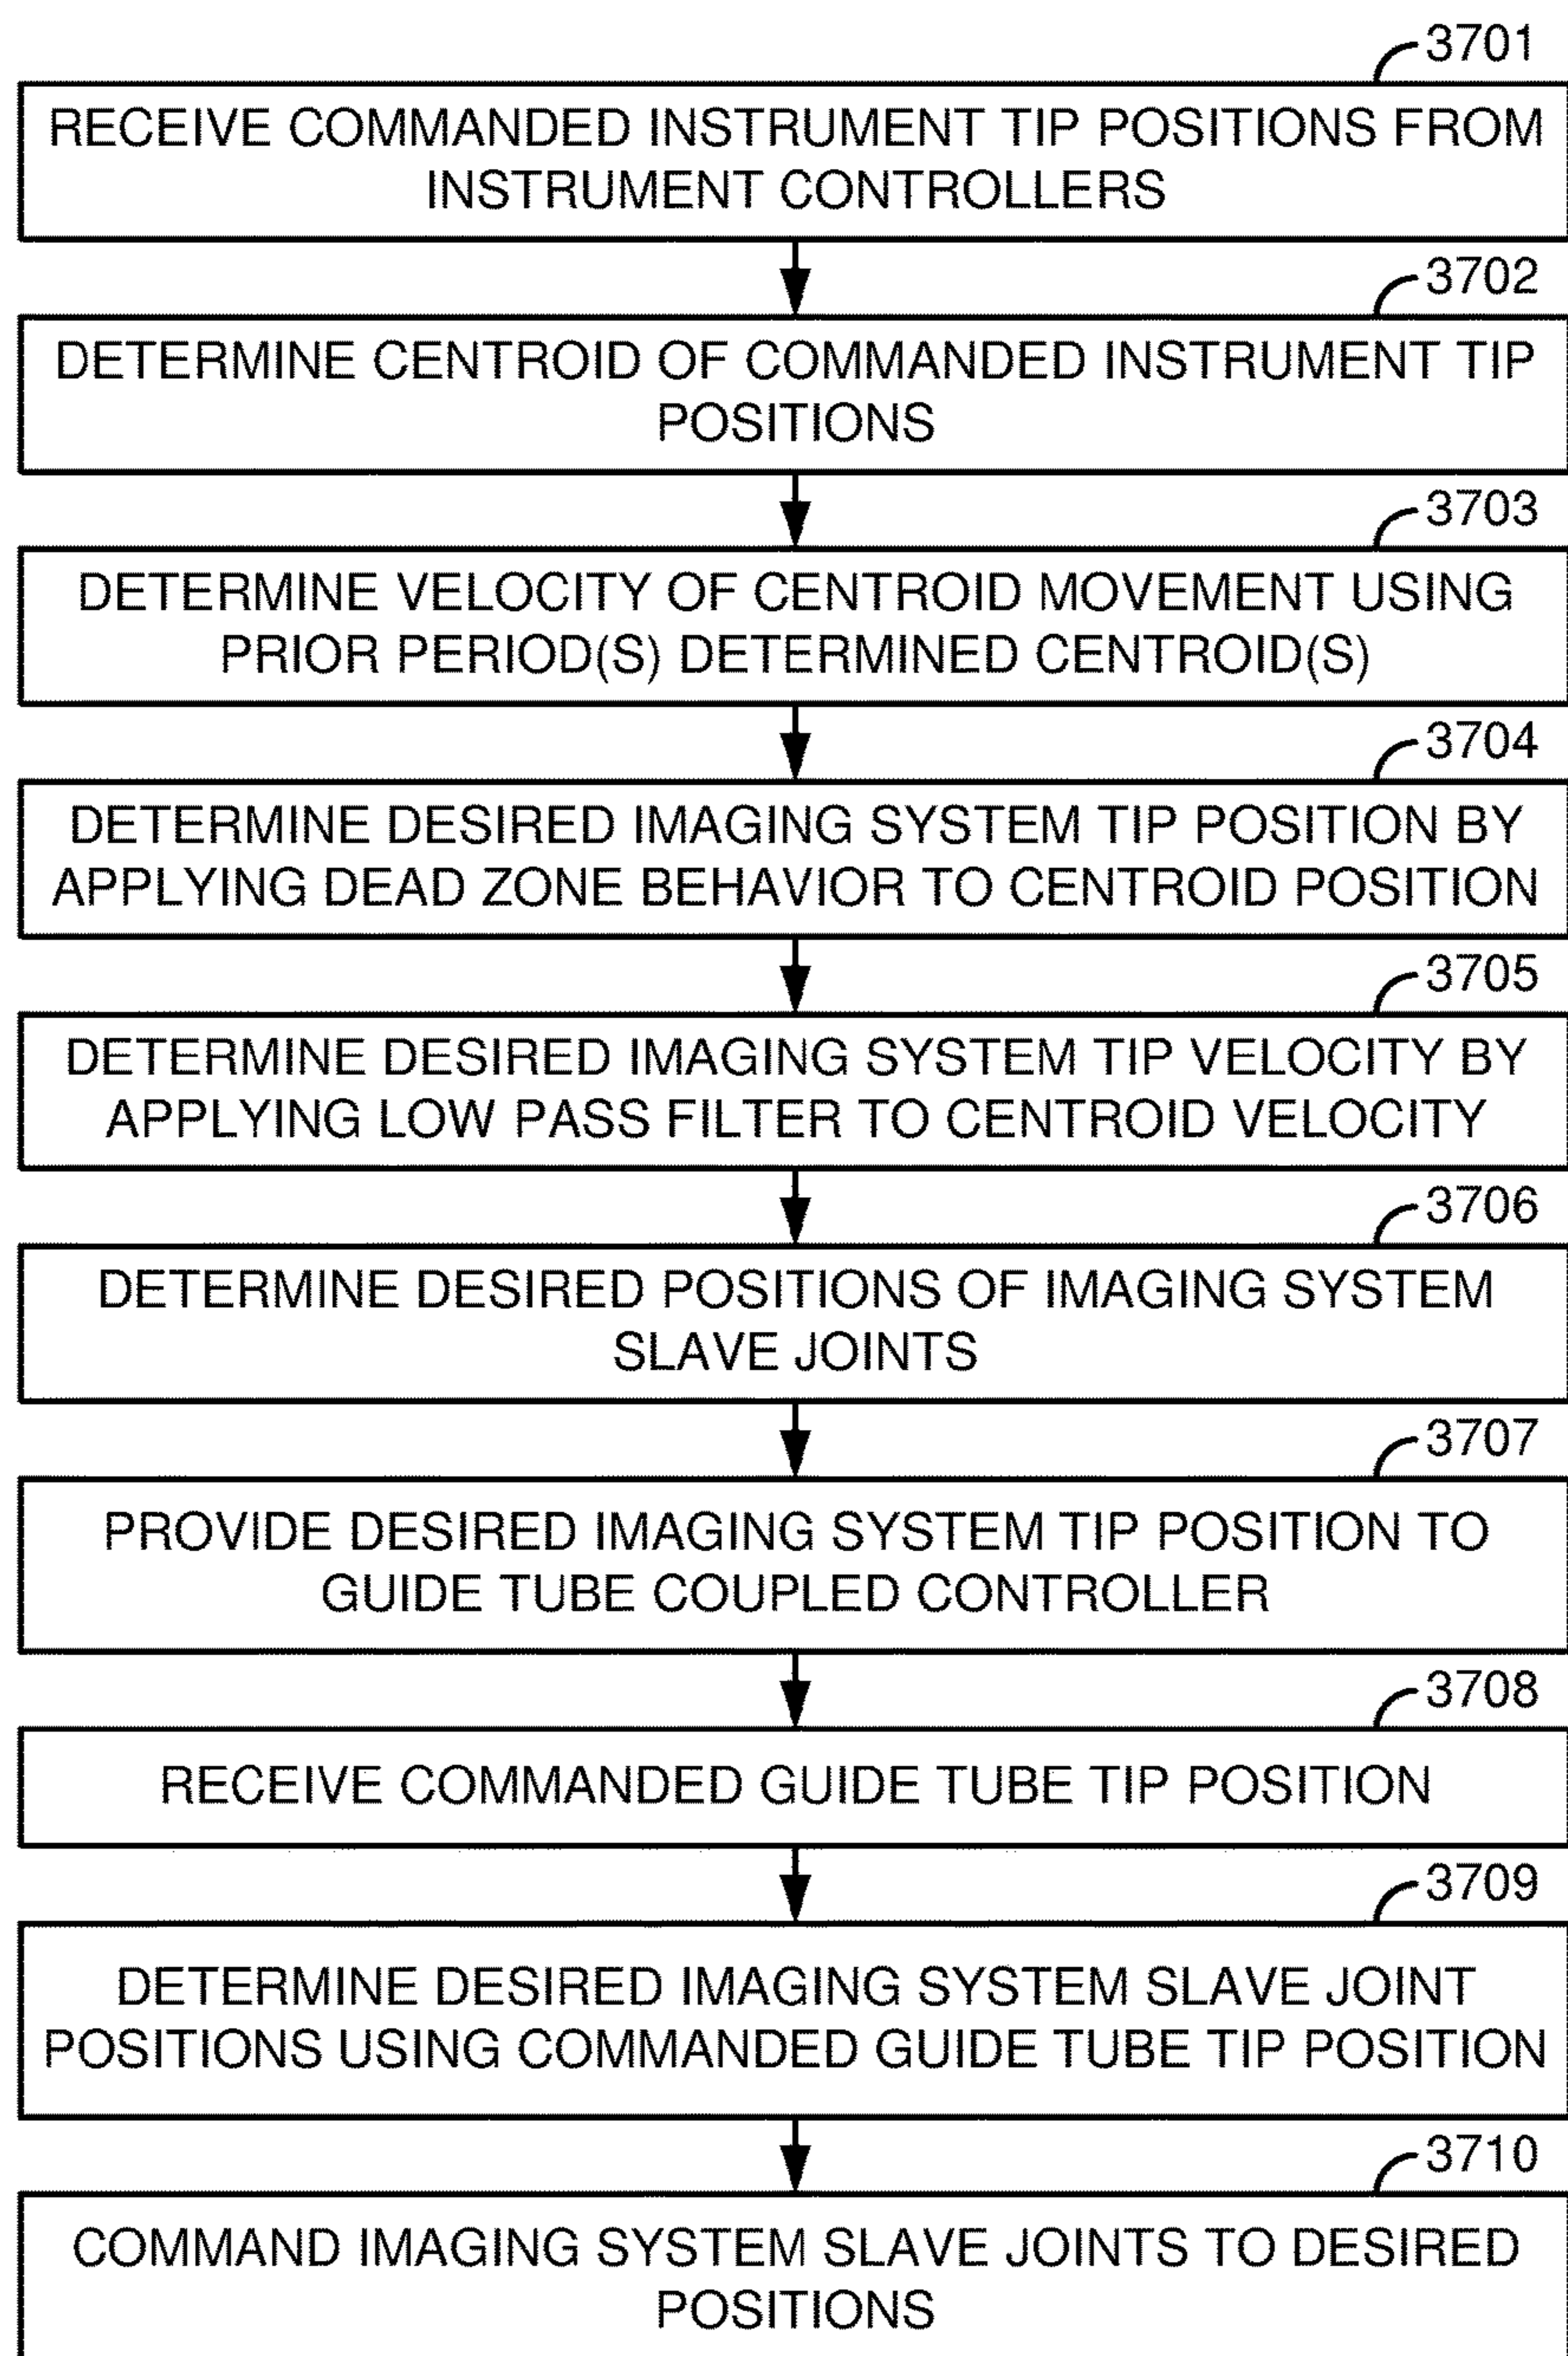 3701
RECEIVE COMMANDED INSTRUMENT TIP POSITIONS FROM
INSTRUMENT CONTROLLERS
3702
DETERMINE CENTROID OF COMMANDED INSTRUMENT TIP
POSITIONS
3703
DETERMINE VELOCITY OF CENTROID MOVEMENT USING
PRIOR PERIOD(S) DETERMINED CENTROID(S)
3704
DETERMINE DESIRED IMAGING SYSTEM TIP POSITION BY
APPLYING DEAD ZONE BEHAVIOR TO CENTROID POSITION
3705
DETERMINE DESIRED IMAGING SYSTEM TIP VELOCITY BY
APPLYING LOW PASS FILTER TO CENTROID VELOCITY
3706
DETERMINE DESIRED POSITIONS OF IMAGING SYSTEM
SLAVE JOINTS
3707
PROVIDE DESIRED IMAGING SYSTEM TIP POSITION TO
GUIDE TUBE COUPLED CONTROLLER
3708
RECEIVE COMMANDED GUIDE TUBE TIP POSITION
3709
DETERMINE DESIRED IMAGING SYSTEM SLAVE JOINT
POSITIONS USING COMMANDED GUIDE TUBE TIP POSITION
3710
COMMAND IMAGING SYSTEM SLAVE JOINTS TO DESIRED
POSITIONS